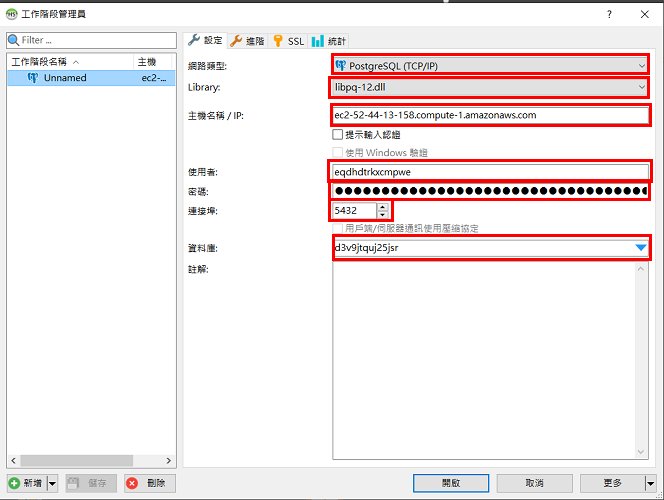 工作階段管理員
Filter ...
工作階段名稱 主機
Unnamed ec2-...
設定 進階 SSL 統計
網路類型: PostgreSQL (TCP/IP)
Library: libpq-12.dll
主機名稱 / IP: ec2-52-44-13-158.compute-1.amazonaws.com
提示輸入認證
使用 Windows 驗證
使用者: eqdhdtrkxcmpwe
密碼: ●●●●●●●●●●●●●●●●●●●●●●●●●●●●●●
連接埠: 5432
用戶端/伺服器通訊使用壓縮協定
資料庫: d3v9jtquj25jsr
註解:
新增 儲存 刪除 開啟 取消 更多